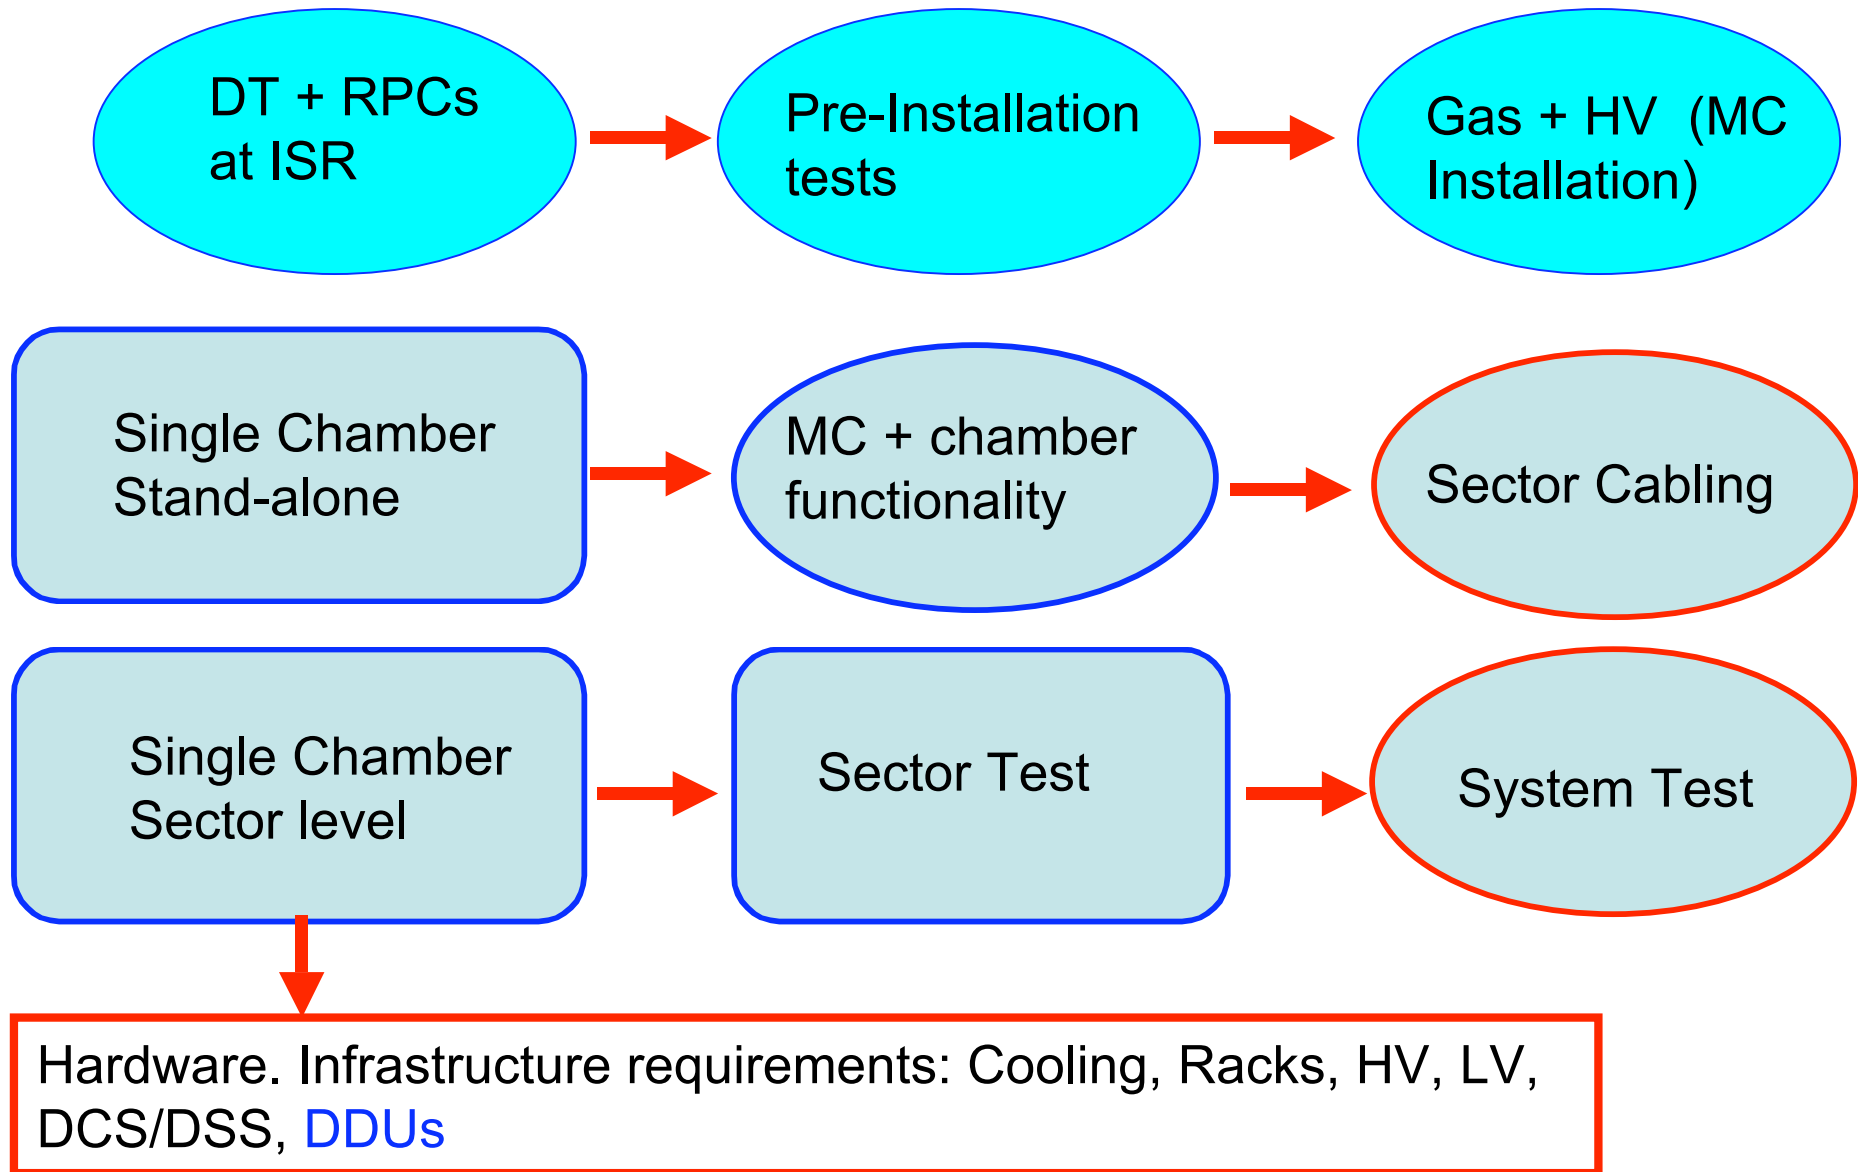 DT + RPCs
at ISR
Pre-Installation
tests
Gas + HV  (MC
Installation)
Single Chamber
Stand-alone
MC + chamber
functionality
Sector Cabling
Single Chamber
Sector level
Sector Test
System Test
Hardware. Infrastructure requirements: Cooling, Racks, HV, LV,
DCS/DSS, DDUs